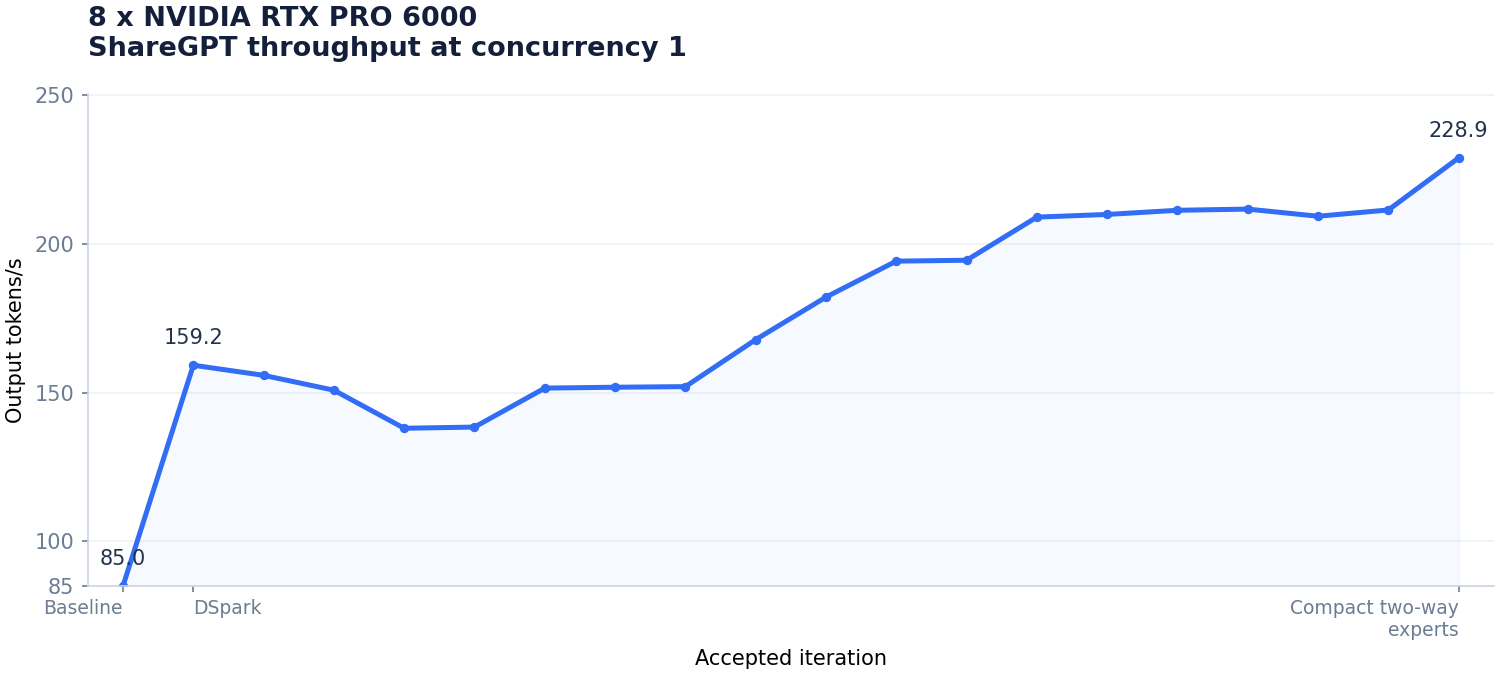 8 x NVIDIA RTX PRO 6000
ShareGPT throughput at concurrency 1
250
228.9
200
159.2
150
100
85.0
85
Output tokens/s
Baseline
DSpark
Compact two-way
experts
Accepted iteration